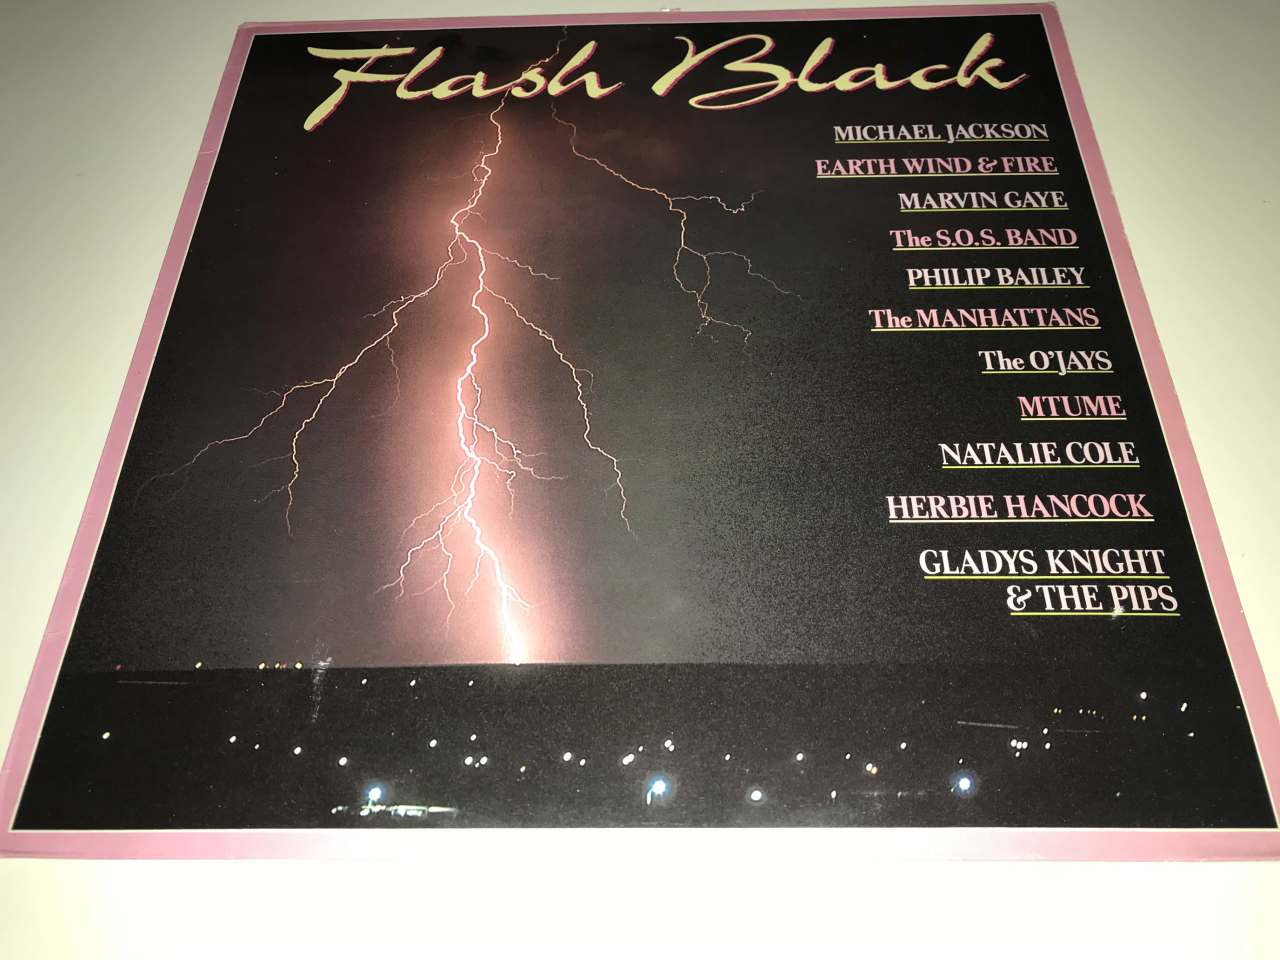 Flash Black
MICHAEL JACKSON
EARTH WIND & FIRE
MARVIN GAYE
The S.O.S. BAND
PHILIP BAILEY
The MANHATTANS
The O'JAYS
MTUME
NATALIE COLE
HERBIE HANCOCK
GLADYS KNIGHT
& THE PIPS